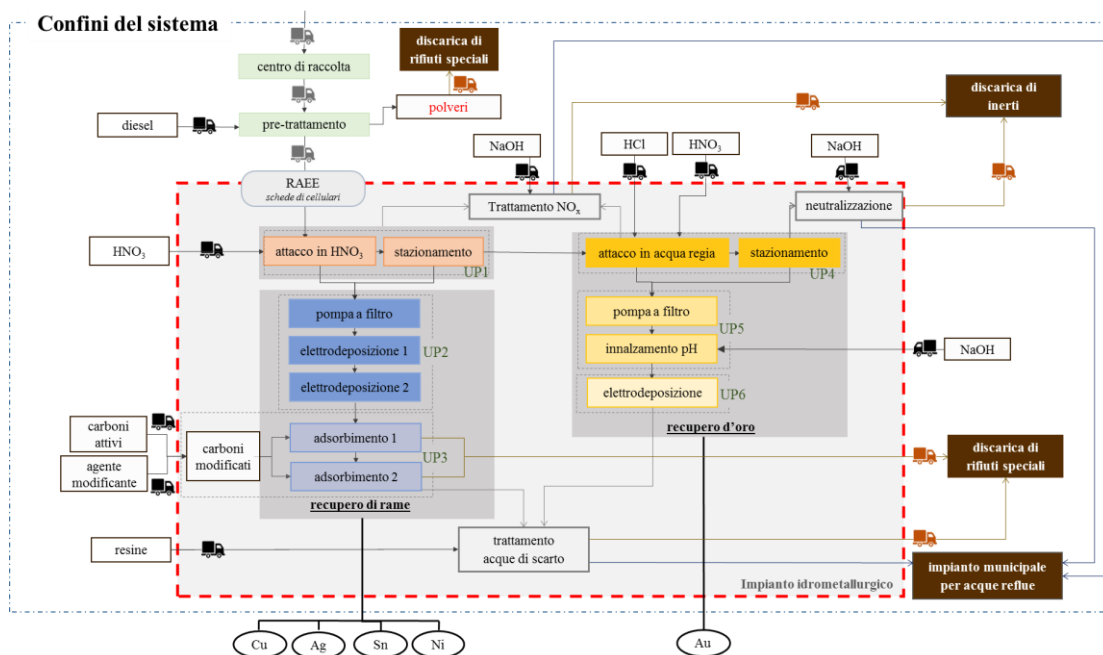 Confini del sistema
discarica di
rifiuti speciali
centro di raccolta
discarica di
inerti
polveri
diesel
pre-trattamento
NaOH
HCl
HNO₃
NaOH
RAEE
schede di cellulari
Trattamento NOₓ
neutralizzazione
HNO₃
attacco in HNO₃
stazionamento
UP1
attacco in acqua regia
stazionamento
UP4
pompa a filtro
elettrodeposizione 1
UP2
elettrodeposizione 2
pompa a filtro
UP5
innalzamento pH
NaOH
elettrodeposizione
UP6
recupero d'oro
carboni
attivi
agente
modificante
carboni
modificati
adsorbimento 1
UP3
adsorbimento 2
recupero di rame
discarica di
rifiuti speciali
resine
trattamento
acque di scarto
impianto municipale
per acque reflue
Impianto idrometallurgico
Cu
Ag
Sn
Ni
Au